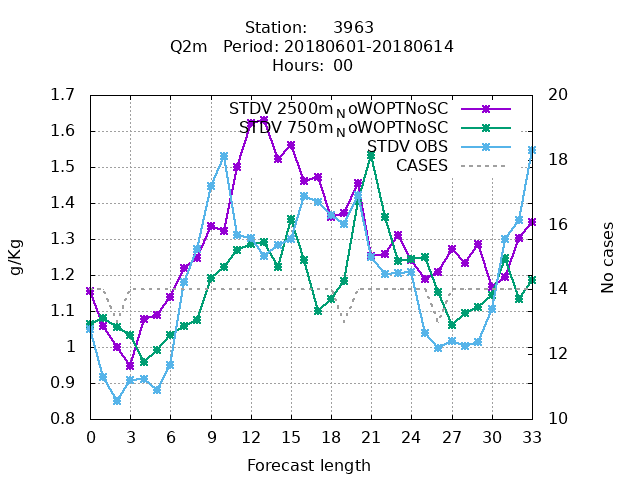 Station:     3963
Q2m   Period: 20180601-20180614
Hours:  00
1.7
1.6
1.5
1.4
1.3
1.2
1.1
1
0.9
0.8
g/Kg
STDV 2500m_NoWOPTNoSC
STDV 750m_NoWOPTNoSC
STDV OBS
CASES
20
18
16
14
12
10
No cases
0 3 6 9 12 15 18 21 24 27 30 33
Forecast length